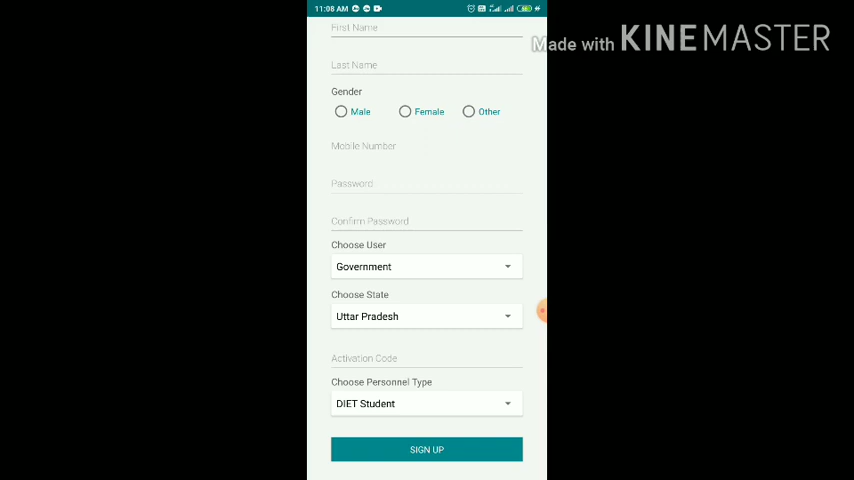 11:08 AM
First Name
Made with KINEMASTER
Last Name
Gender
Male Female Other
Mobile Number
Password
Confirm Password
Choose User
Government
Choose State
Uttar Pradesh
Activation Code
Choose Personnel Type
DIET Student
SIGN UP